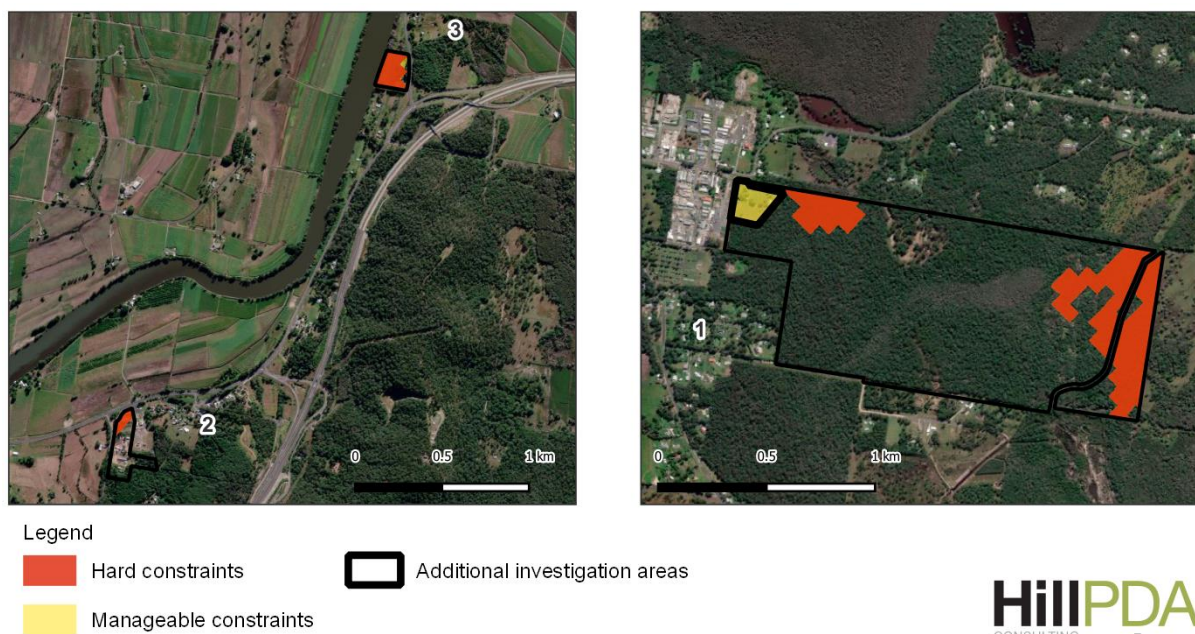 3
2
0 0.5 1 km
1
0 0.5 1 km
Legend
Hard constraints
Additional investigation areas
Manageable constraints
HillPDA
CONSULTING